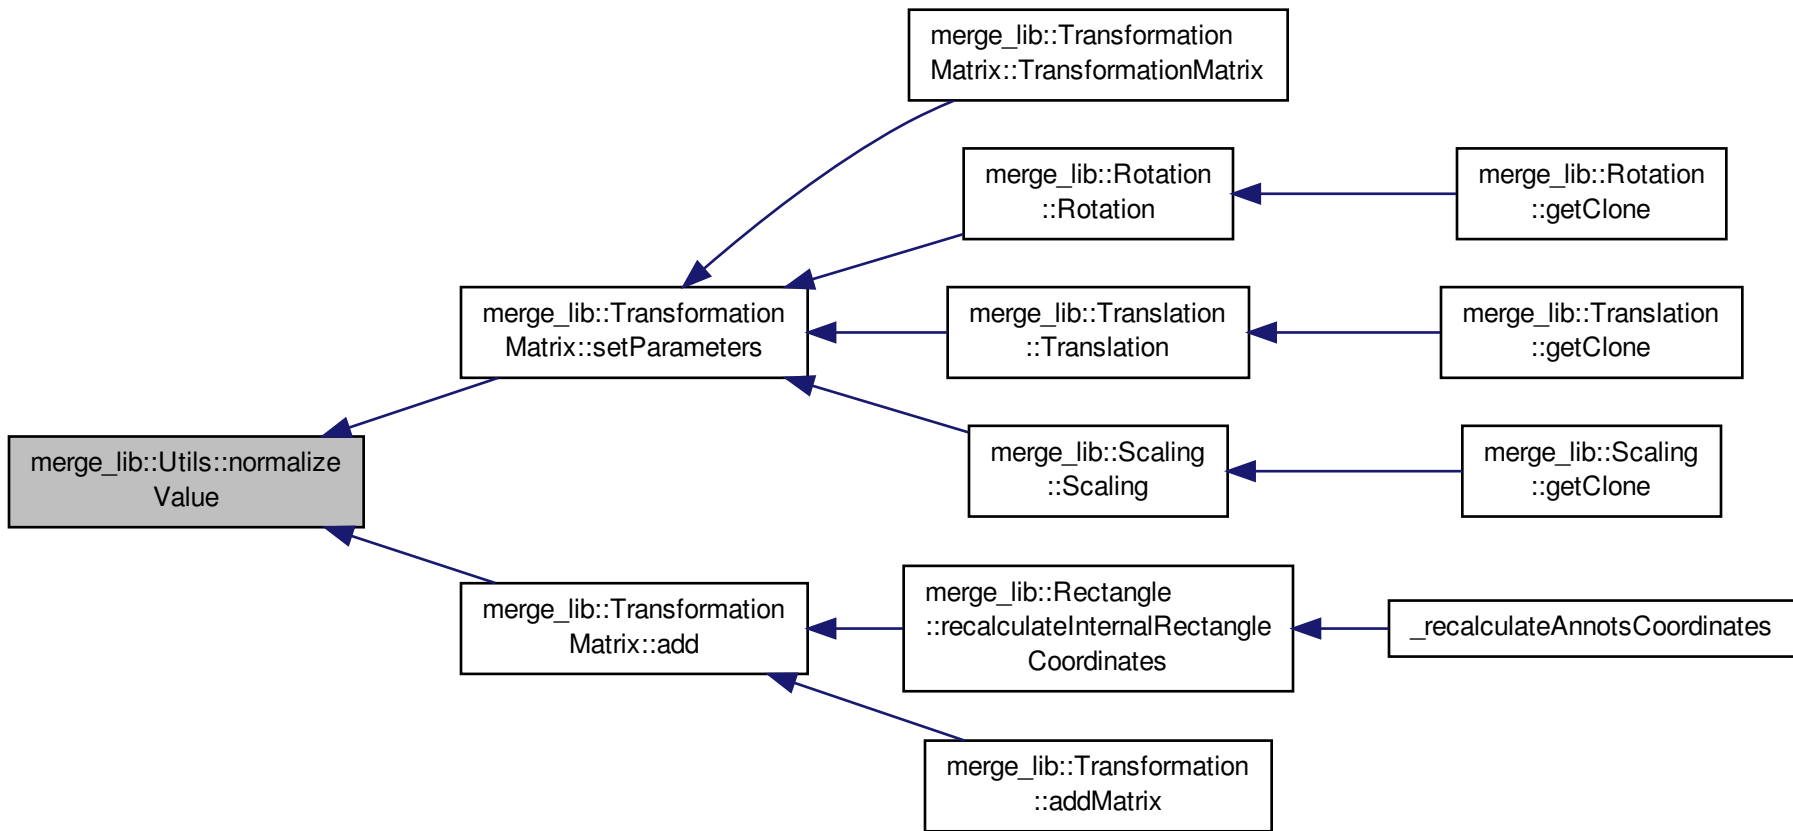 merge_lib::Transformation
Matrix::TransformationMatrix
merge_lib::Rotation
::Rotation
merge_lib::Rotation
::getClone
merge_lib::Transformation
Matrix::setParameters
merge_lib::Translation
::Translation
merge_lib::Translation
::getClone
merge_lib::Utils::normalize
Value
merge_lib::Scaling
::Scaling
merge_lib::Scaling
::getClone
merge_lib::Transformation
Matrix::add
merge_lib::Rectangle
::recalculateInternalRectangle
Coordinates
_recalculateAnnotsCoordinates
merge_lib::Transformation
::addMatrix